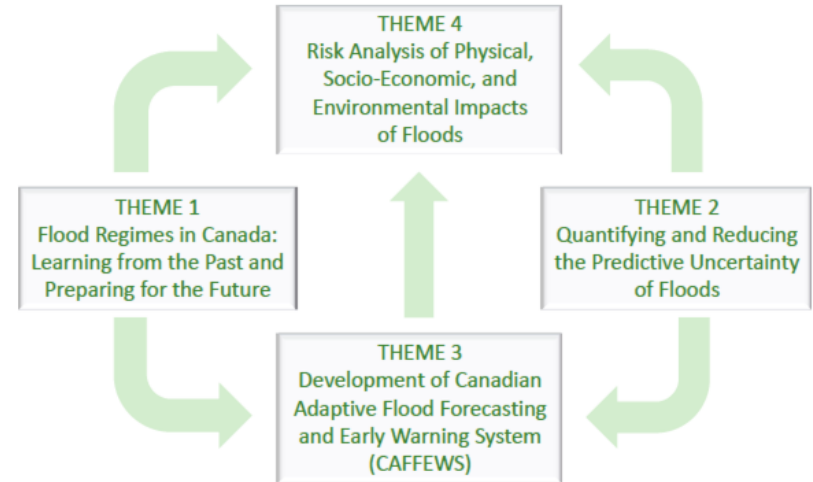 THEME 4
Risk Analysis of Physical,
Socio-Economic, and
Environmental Impacts
of Floods
THEME 1
Flood Regimes in Canada:
Learning from the Past and
Preparing for the Future
THEME 2
Quantifying and Reducing
the Predictive Uncertainty
of Floods
THEME 3
Development of Canadian
Adaptive Flood Forecasting
and Early Warning System
(CAFFEWS)